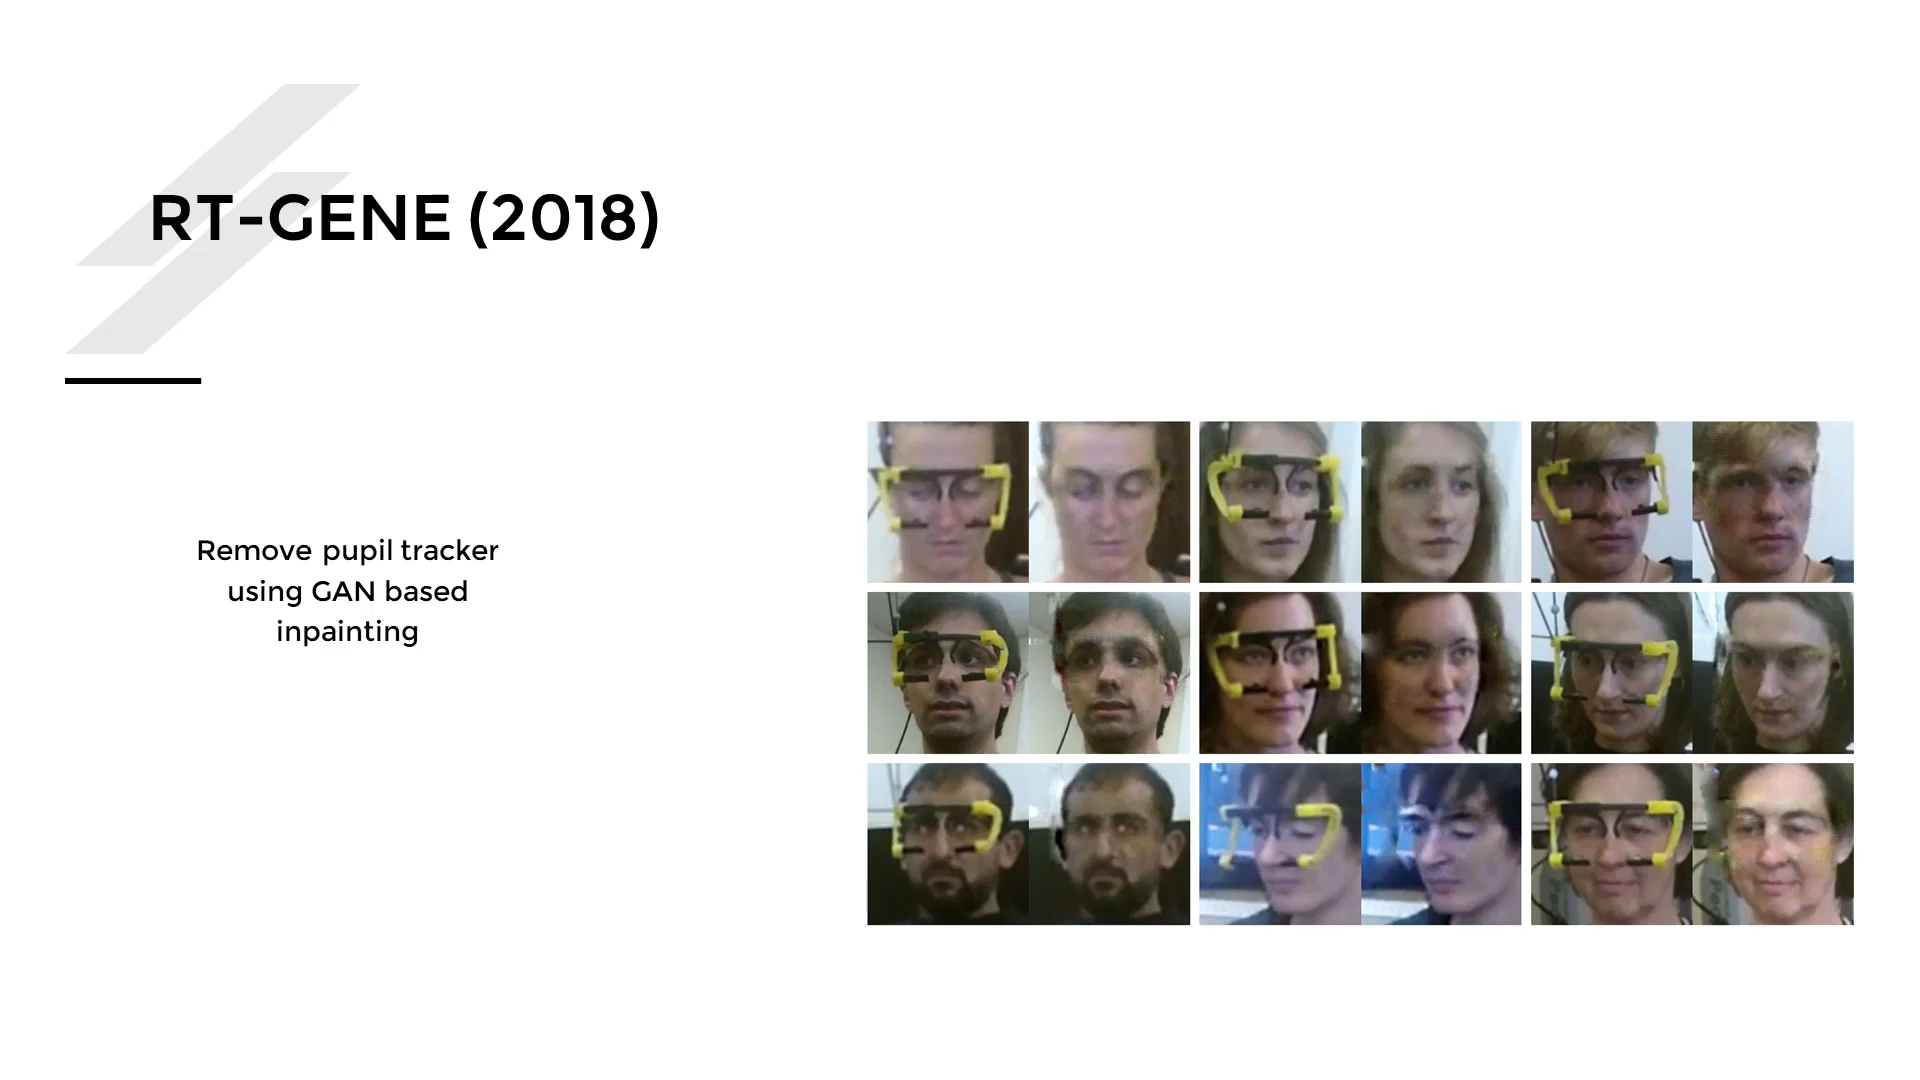 RT-GENE (2018)
Remove pupil tracker
using GAN based
inpainting